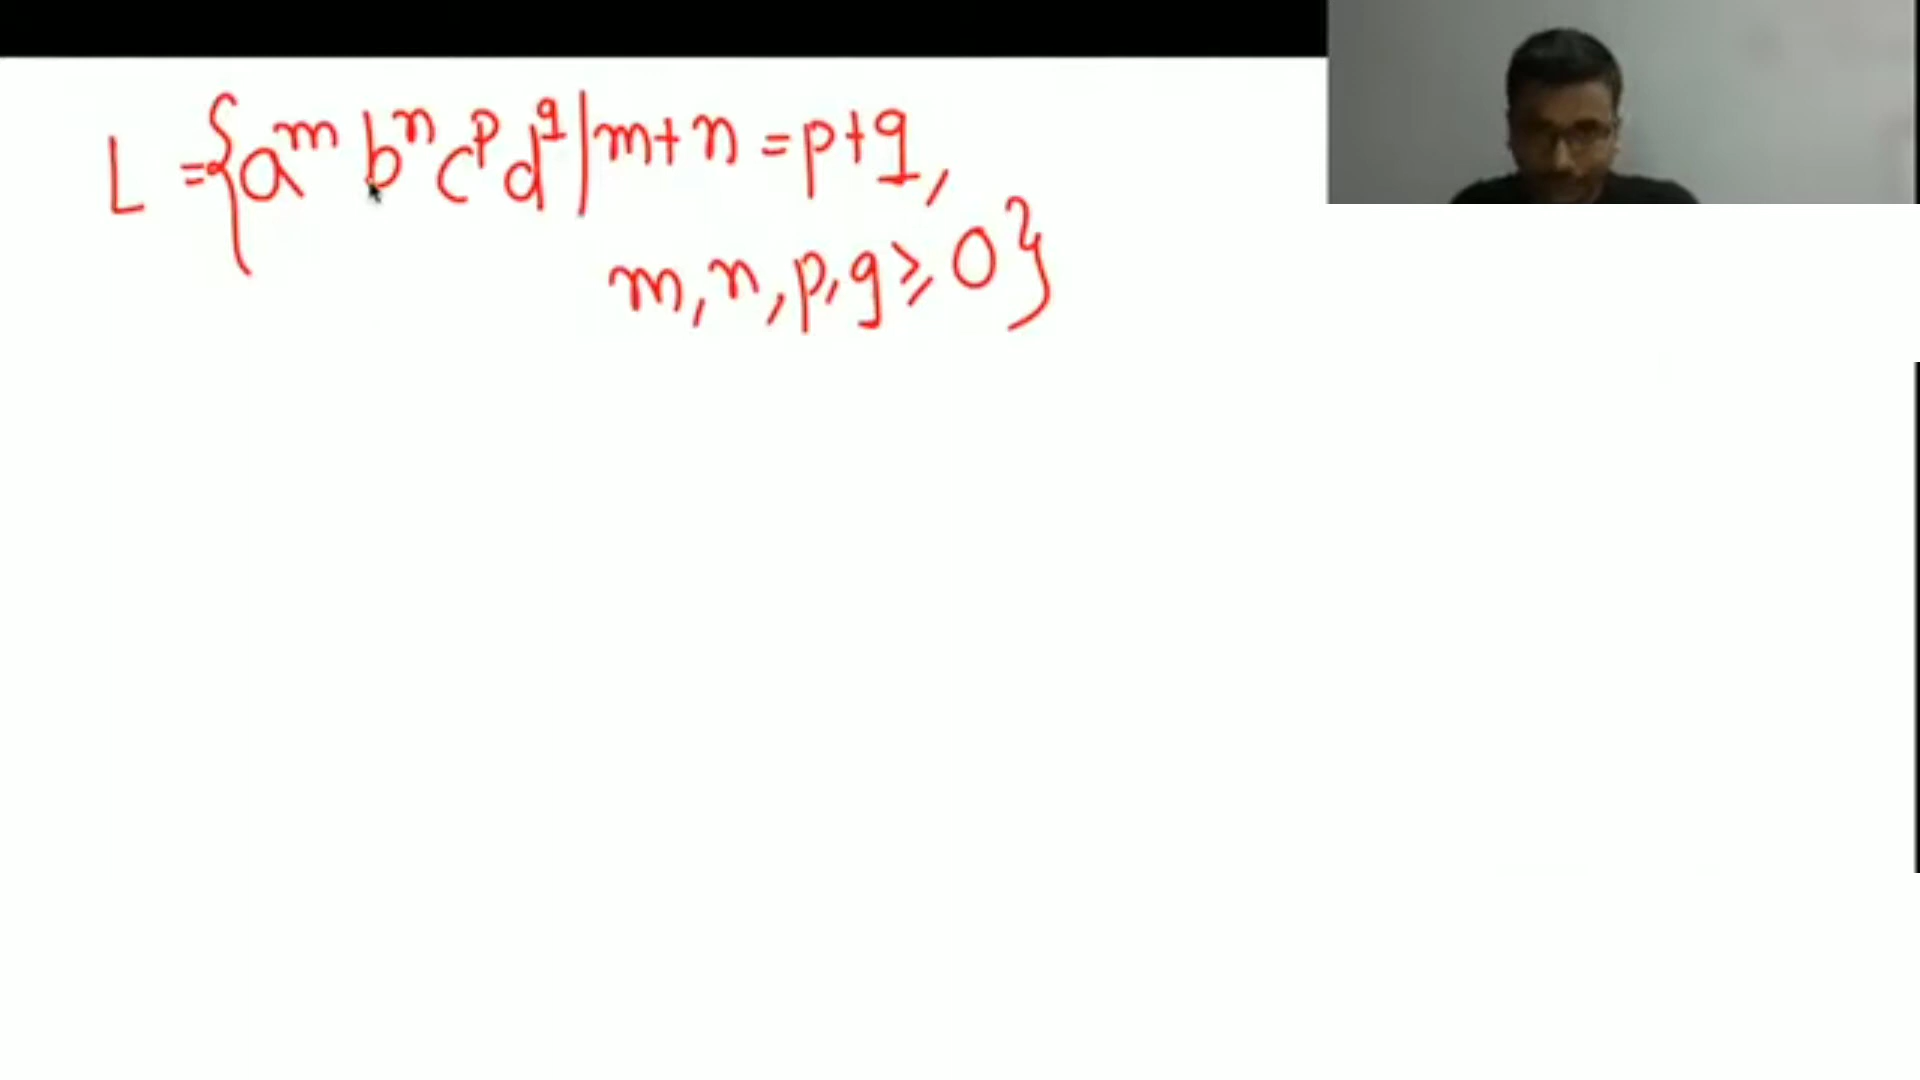 L = {a^m b^n c^p d^q | m+n = p+q,
m, n, p, q ≥ 0}